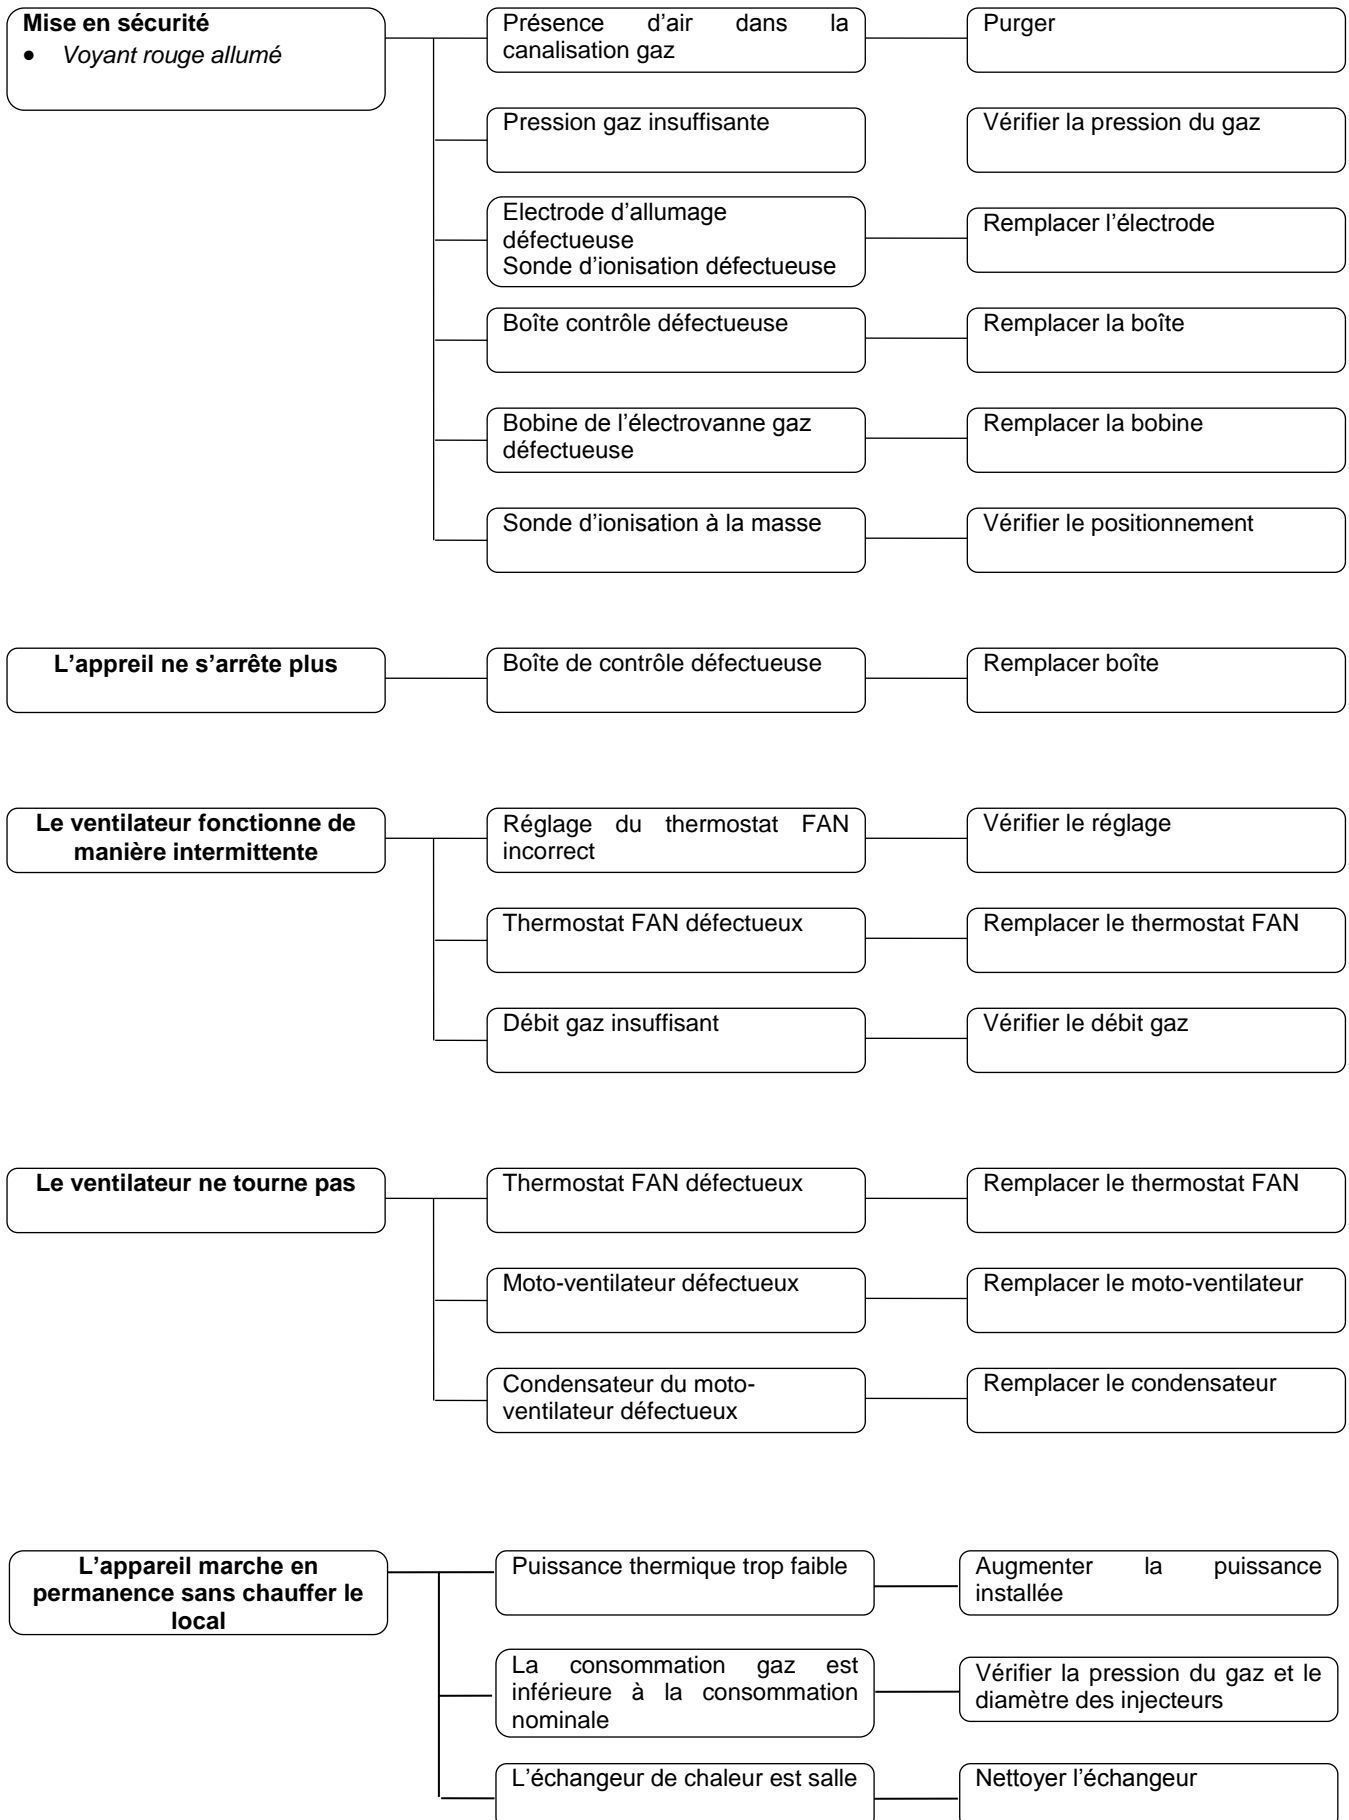 Mise en sécurité
• Voyant rouge allumé
Présence d’air dans la
canalisation gaz
Purger
Pression gaz insuffisante
Vérifier la pression du gaz
Electrode d’allumage
défectueuse
Sonde d’ionisation défectueuse
Remplacer l’électrode
Boîte contrôle défectueuse
Remplacer la boîte
Bobine de l’électrovanne gaz
défectueuse
Remplacer la bobine
Sonde d’ionisation à la masse
Vérifier le positionnement
L’appreil ne s’arrête plus
Boîte de contrôle défectueuse
Remplacer boîte
Le ventilateur fonctionne de
manière intermittente
Réglage du thermostat FAN
incorrect
Vérifier le réglage
Thermostat FAN défectueux
Remplacer le thermostat FAN
Débit gaz insuffisant
Vérifier le débit gaz
Le ventilateur ne tourne pas
Thermostat FAN défectueux
Remplacer le thermostat FAN
Moto-ventilateur défectueux
Remplacer le moto-ventilateur
Condensateur du moto-
ventilateur défectueux
Remplacer le condensateur
L’appareil marche en
permanence sans chauffer le
local
Puissance thermique trop faible
Augmenter la puissance
installée
La consommation gaz est
inférieure à la consommation
nominale
Vérifier la pression du gaz et le
diamètre des injecteurs
L’échangeur de chaleur est salle
Nettoyer l’échangeur